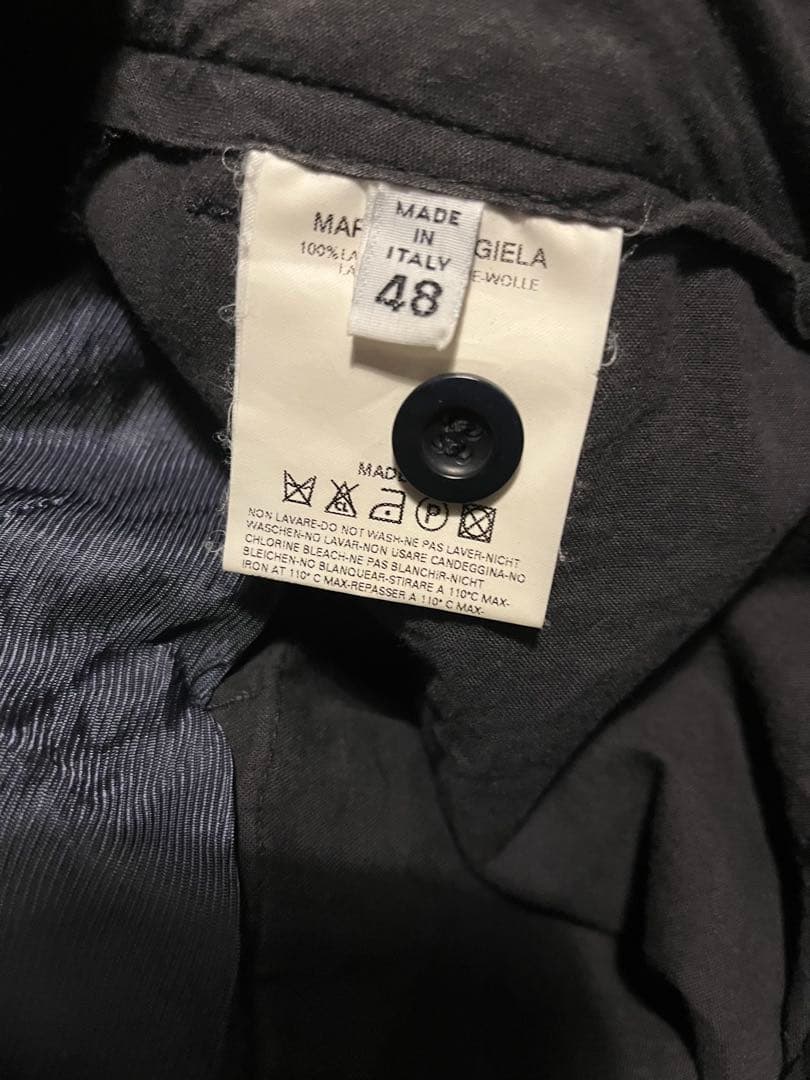 MADE
IN
ITALY
48
MAR GIELA
100% LA E-WOLLE
LA
MADE
CL P
NON LAVARE-DO NOT WASH-NE PAS LAVER-NICHT
WASCHEN-NO LAVAR-NON USARE CANDEGGINA-NO
CHLORINE BLEACH-NE PAS BLANCHIR-NICHT
BLEICHEN-NO BLANQUEAR-STIRARE A 110°C MAX-
IRON AT 110° C MAX-REPASSER A 110° C MAX-